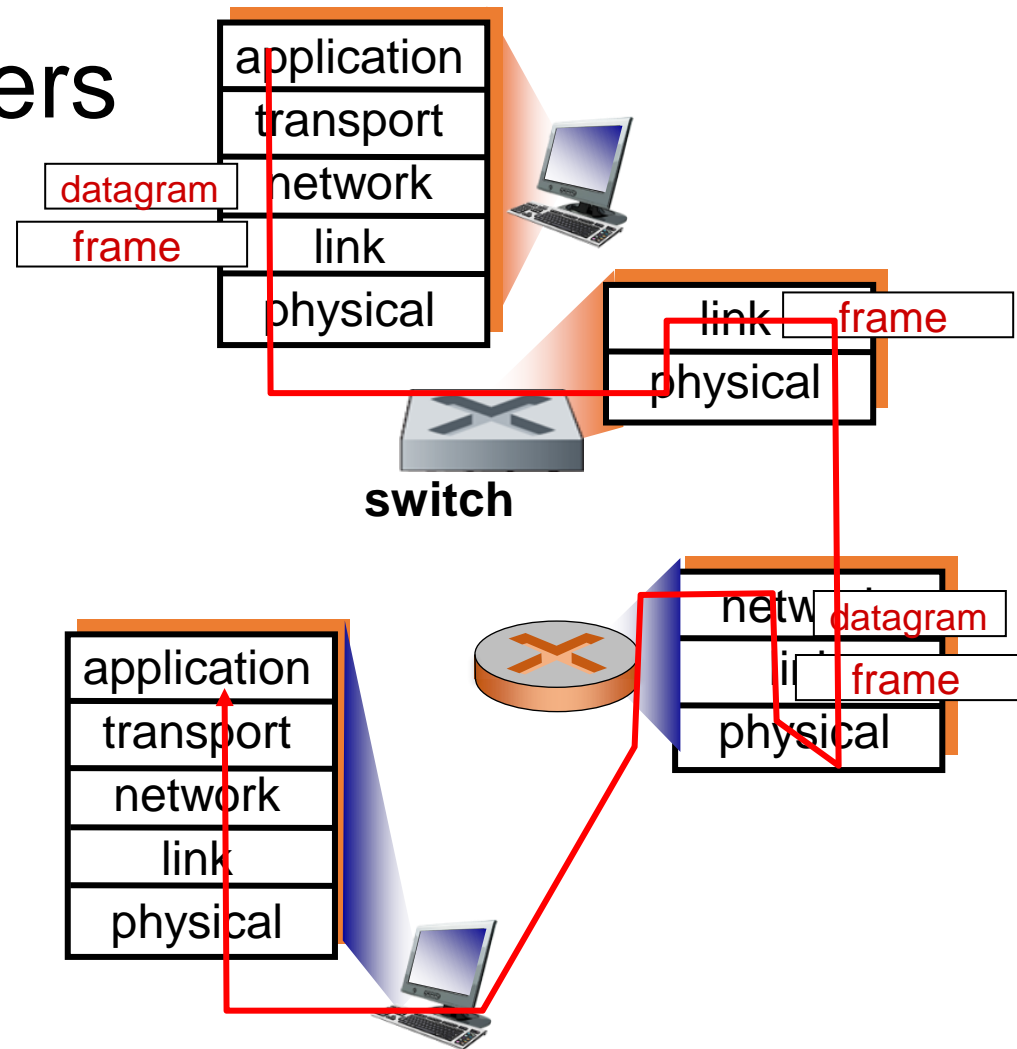 ers
application
transport
datagram
network
frame
link
physical
link
frame
physical
switch
datagram
frame
physical
application
transport
network
link
physical